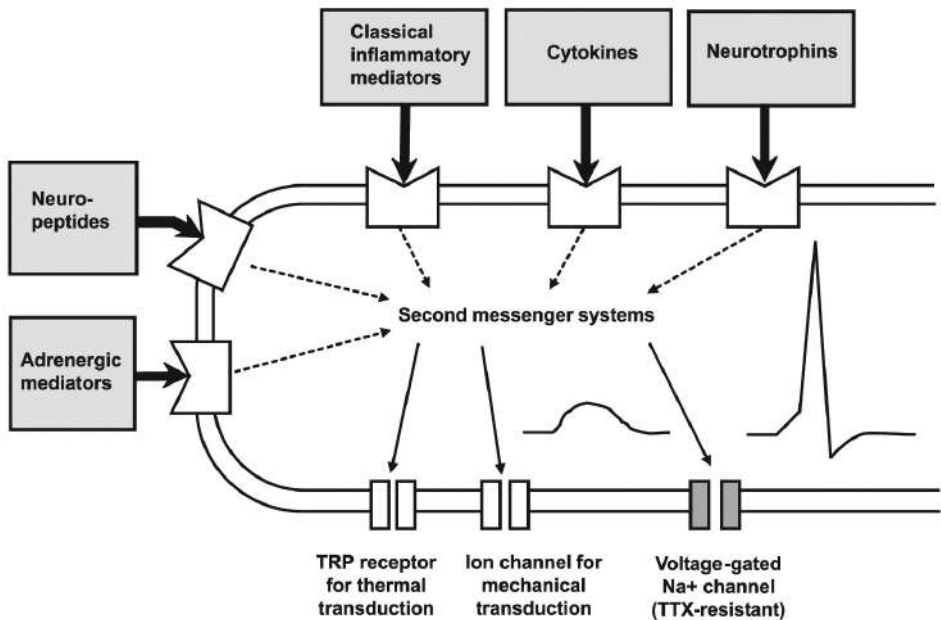 Classical
inflammatory
mediators
Cytokines
Neurotrophins
Neuro-
peptides
Adrenergic
mediators
Second messenger systems
TRP receptor
for thermal
transduction
Ion channel for
mechanical
transduction
Voltage-gated
Na+ channel
(TTX-resistant)